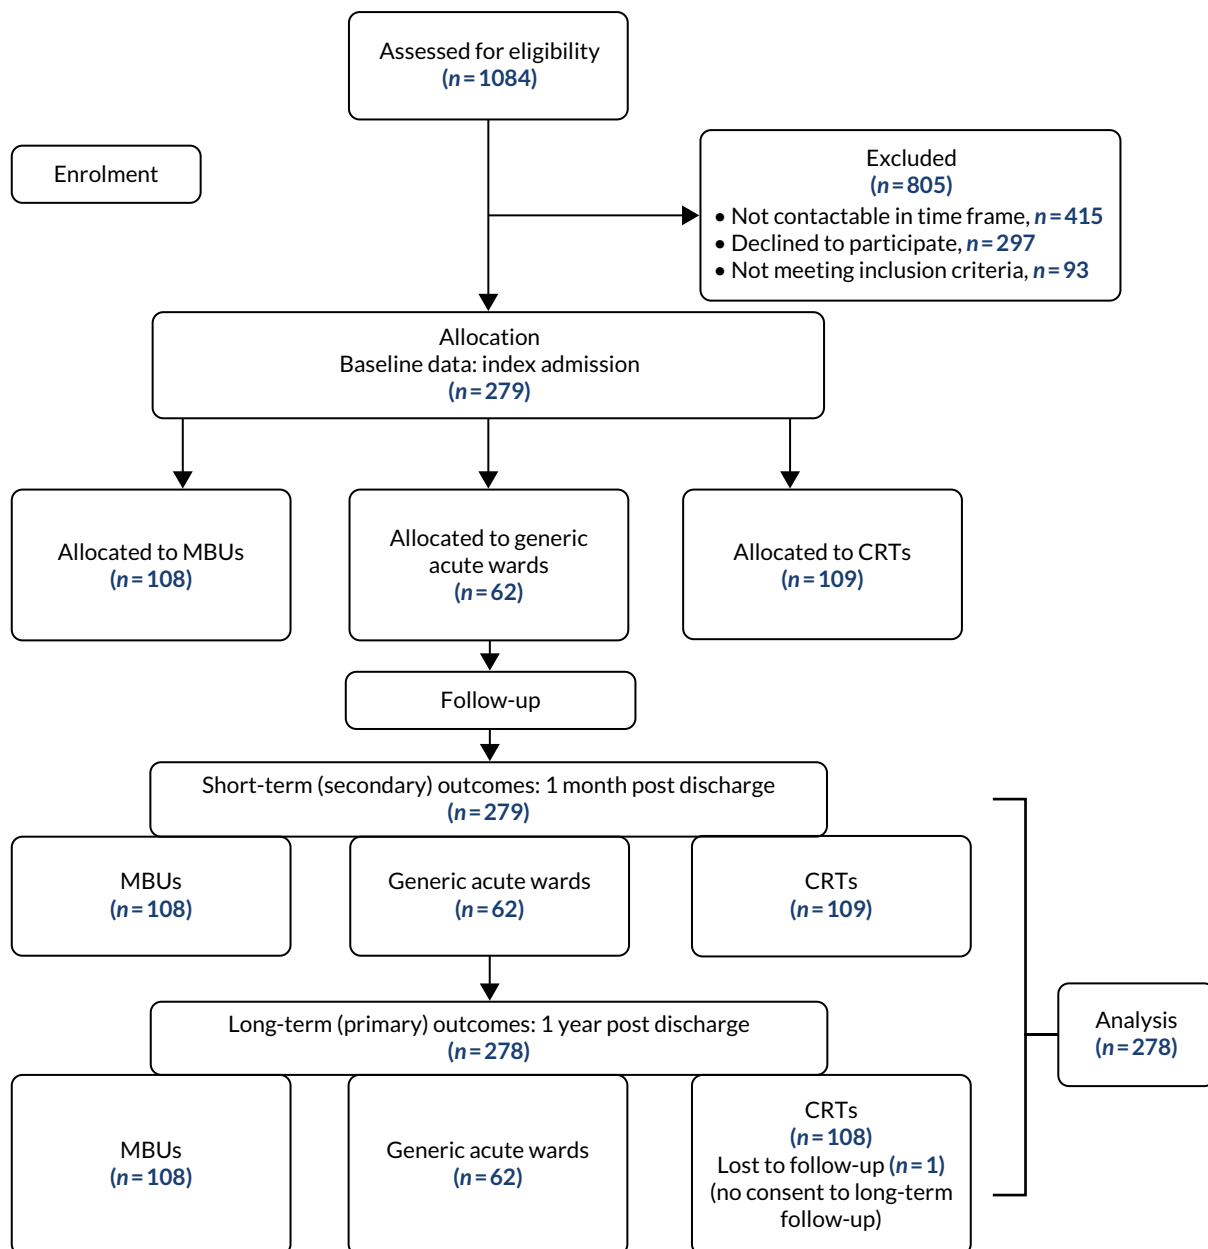 Assessed for eligibility
(n=1084)
Enrolment
Excluded
(n=805)
• Not contactable in time frame, n=415
• Declined to participate, n=297
• Not meeting inclusion criteria, n=93
Allocation
Baseline data: index admission
(n=279)
Allocated to MBUs
(n=108)
Allocated to generic
acute wards
(n=62)
Allocated to CRTs
(n=109)
Follow-up
Short-term (secondary) outcomes: 1 month post discharge
(n=279)
MBUs
(n=108)
Generic acute wards
(n=62)
CRTs
(n=109)
Long-term (primary) outcomes: 1 year post discharge
(n=278)
MBUs
(n=108)
Generic acute wards
(n=62)
CRTs
(n=108)
Lost to follow-up (n=1)
(no consent to long-term
follow-up)
Analysis
(n=278)